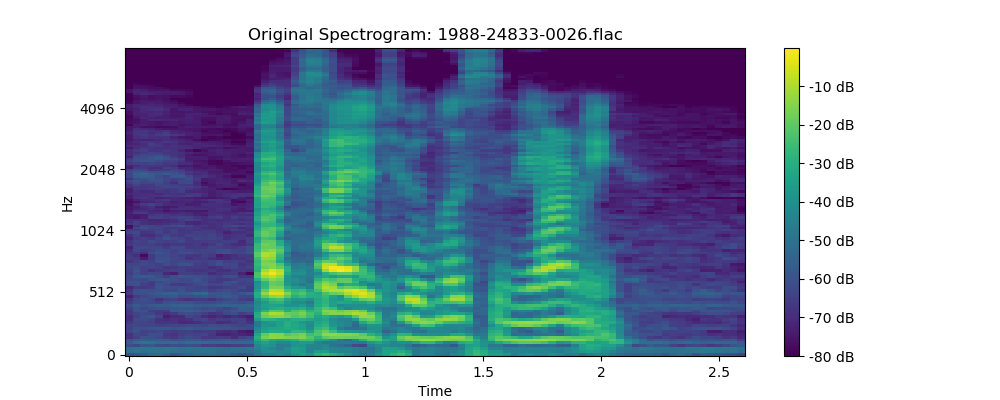 Original Spectrogram: 1988-24833-0026.flac
4096
2048
1024
512
0
Hz
0
0.5
1
1.5
2
2.5
Time
-10 dB
-20 dB
-30 dB
-40 dB
-50 dB
-60 dB
-70 dB
-80 dB